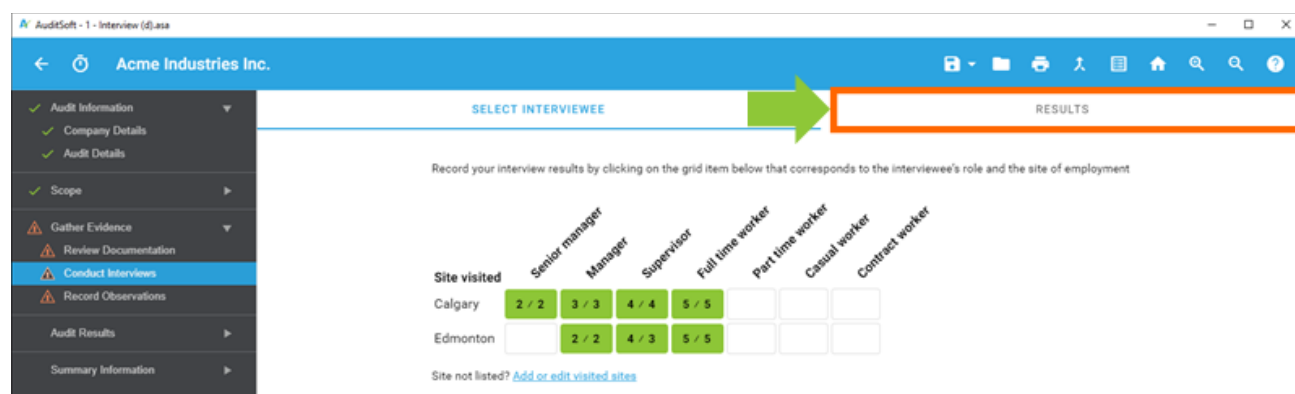 AuditSoft - 1 - Interview (d).asa
Acme Industries Inc.
Audit Information
Company Details
Audit Details
Scope
Gather Evidence
Review Documentation
Conduct Interviews
Record Observations
Audit Results
Summary Information
SELECT INTERVIEWEE
RESULTS
Record your interview results by clicking on the grid item below that corresponds to the interviewee's role and the site of employment
Site visited Senior manager Manager Supervisor Full time worker Part time worker Casual worker Contract worker
Calgary 2 / 2 3 / 3 4 / 4 5 / 5
Edmonton 2 / 2 4 / 3 5 / 5
Site not listed? Add or edit visited sites